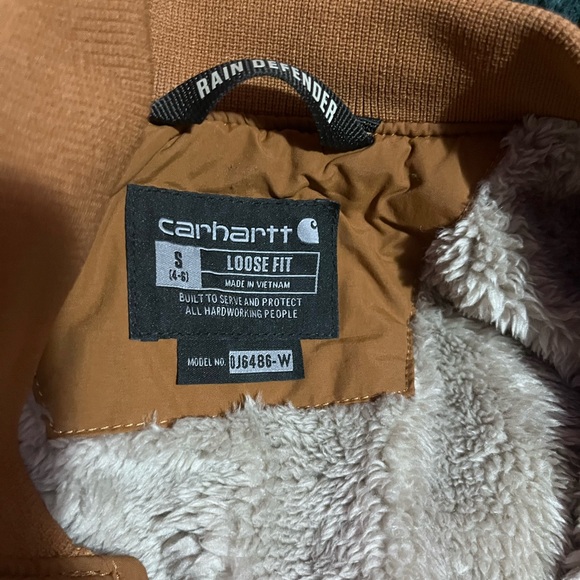 RAIN DEFENDER
carhartt
S
(4-6)
LOOSE FIT
MADE IN VIETNAM
BUILT TO SERVE AND PROTECT
ALL HARDWORKING PEOPLE
MODEL NO. OJ6486-W